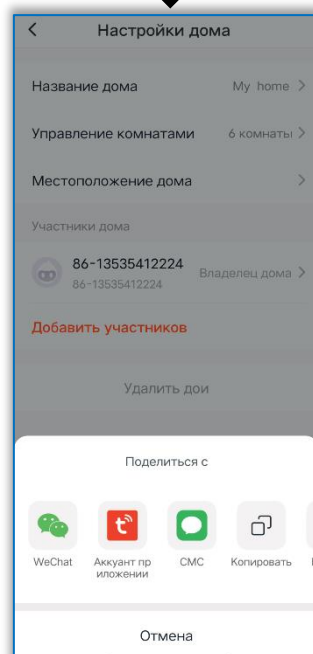 Настройки дома
Название дома My home
Управление комнатами 6 комнаты
Местоположение дома
Участники дома
86-13535412224
86-13535412224
Владелец дома
Добавить участников
Удалить дои
Поделиться с
WeChat Аккуант пр СМС Копировать
иложении
Отмена